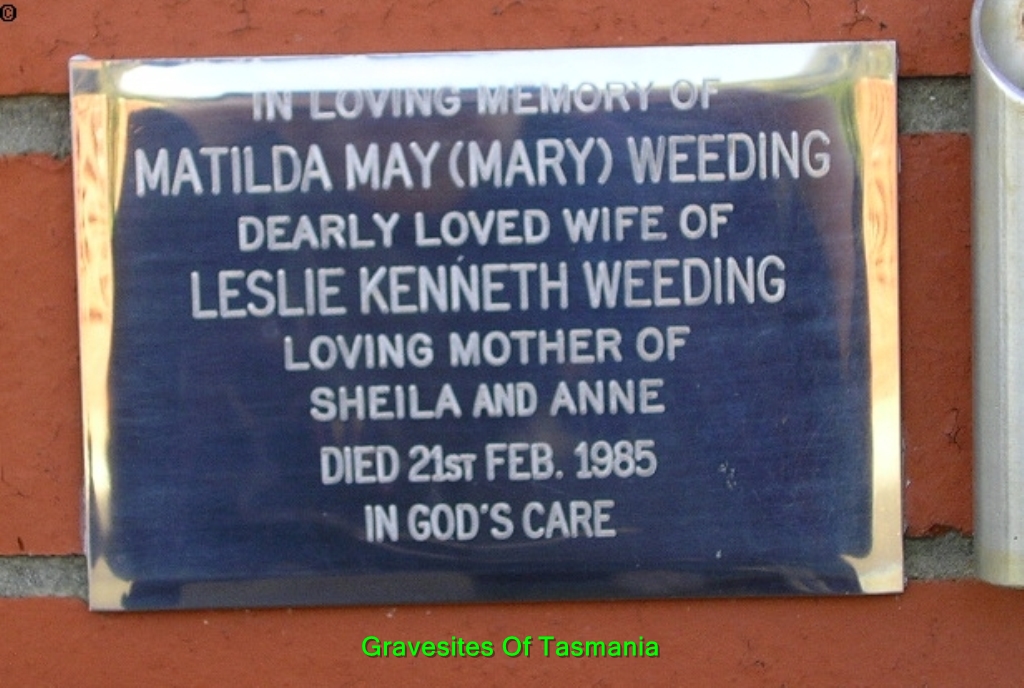 ©
IN LOVING MEMORY OF
MATILDA MAY (MARY) WEEDING
DEARLY LOVED WIFE OF
LESLIE KENNETH WEEDING
LOVING MOTHER OF
SHEILA AND ANNE
DIED 21ST FEB. 1985
IN GOD'S CARE
Gravesites Of Tasmania